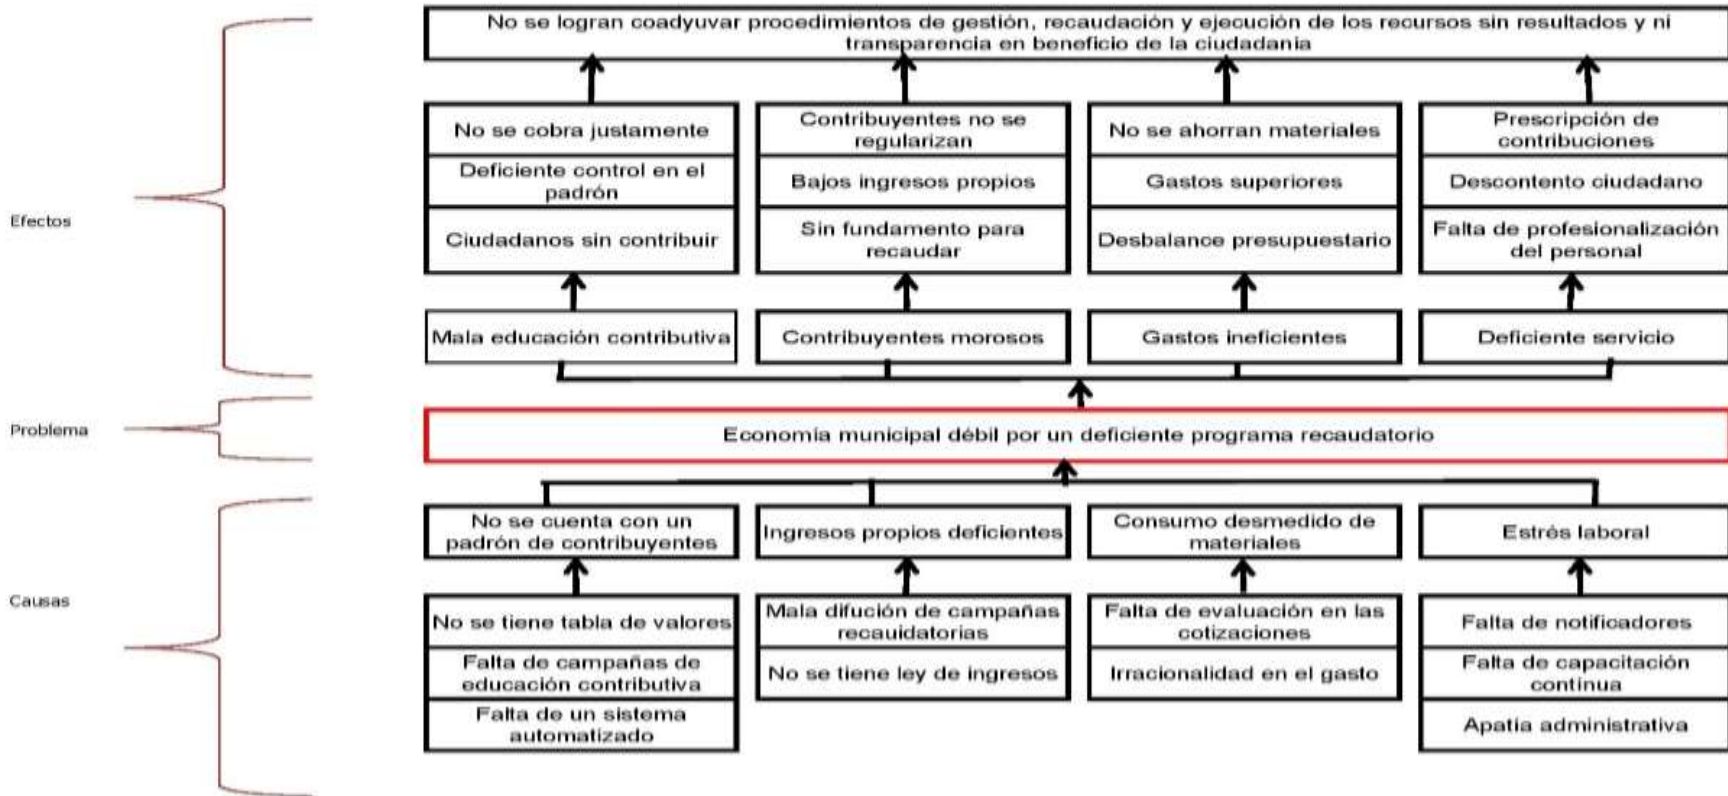 No se logran coadyuvar procedimientos de gestión, recaudación y ejecución de los recursos sin resultados y ni
transparencia en beneficio de la ciudadania
No se cobra justamente
Contribuyentes no se
regularizan
No se ahorran materiales
Prescripción de
contribuciones
Deficiente control en el
padrón
Bajos ingresos propios
Gastos superiores
Descontento ciudadano
Efectos
Ciudadanos sin contribuir
Sin fundamento para
recaudar
Desbalance presupuestario
Falta de profesionalización
del personal
Mala educación contributiva
Contribuyentes morosos
Gastos ineficientes
Deficiente servicio
Problema
Economía municipal débil por un deficiente programa recaudatorio
No se cuenta con un
padrón de contribuyentes
Ingresos propios deficientes
Consumo desmedido de
materiales
Estrés laboral
Causas
No se tiene tabla de valores
Mala difución de campañas
recauidatorias
Falta de evaluación en las
cotizaciones
Falta de notificadores
Falta de campañas de
educación contributiva
No se tiene ley de ingresos
Irracionalidad en el gasto
Falta de capacitación
continua
Falta de un sistema
automatizado
Apatía administrativa